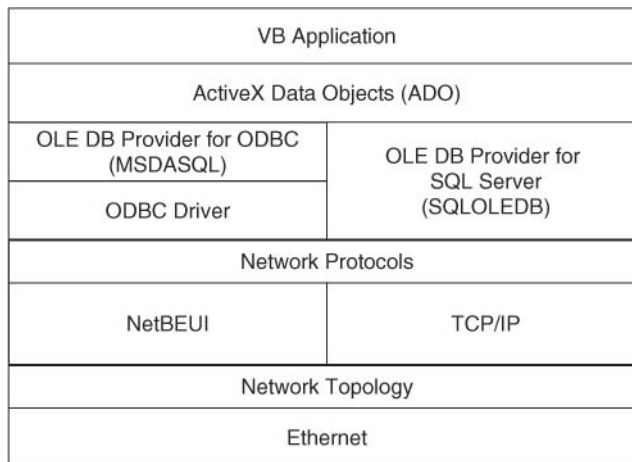 VB Application
ActiveX Data Objects (ADO)
OLE DB Provider for ODBC
(MSDASQL)
ODBC Driver
OLE DB Provider for
SQL Server
(SQLOLEDB)
Network Protocols
NetBEUI
TCP/IP
Network Topology
Ethernet